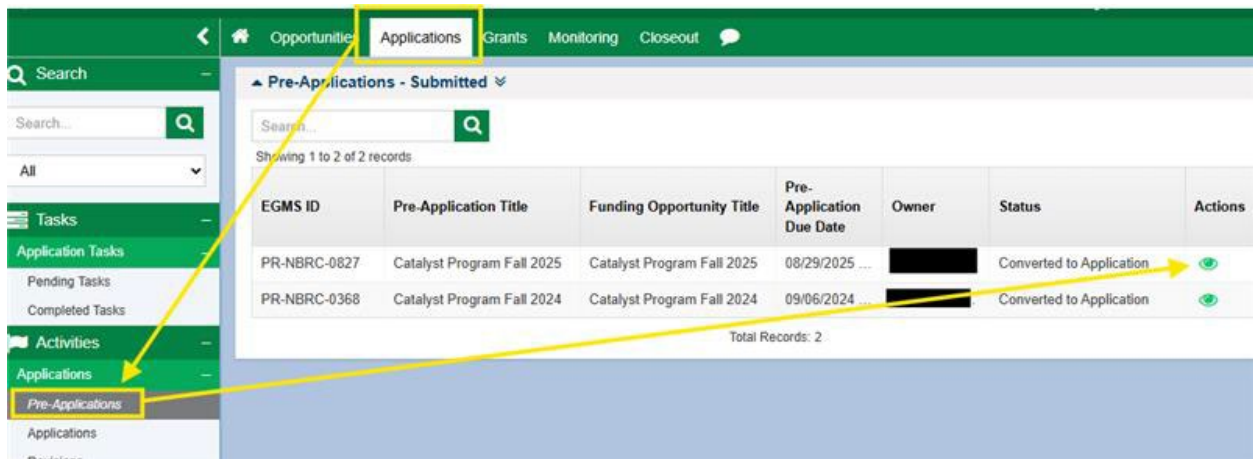 Opportunitie Applications Grants Monitoring Closeout
Search
Search...
All
Tasks
Application Tasks
Pending Tasks
Completed Tasks
Activities
Applications
Pre-Applications
Applications
Pre-Applications - Submitted
Search...
Showing 1 to 2 of 2 records
EGMS ID Pre-Application Title Funding Opportunity Title Pre-Application Due Date Owner Status Actions
PR-NBRC-0827 Catalyst Program Fall 2025 Catalyst Program Fall 2025 08/29/2025 ... Converted to Application
PR-NBRC-0368 Catalyst Program Fall 2024 Catalyst Program Fall 2024 09/06/2024 ... Converted to Application
Total Records: 2